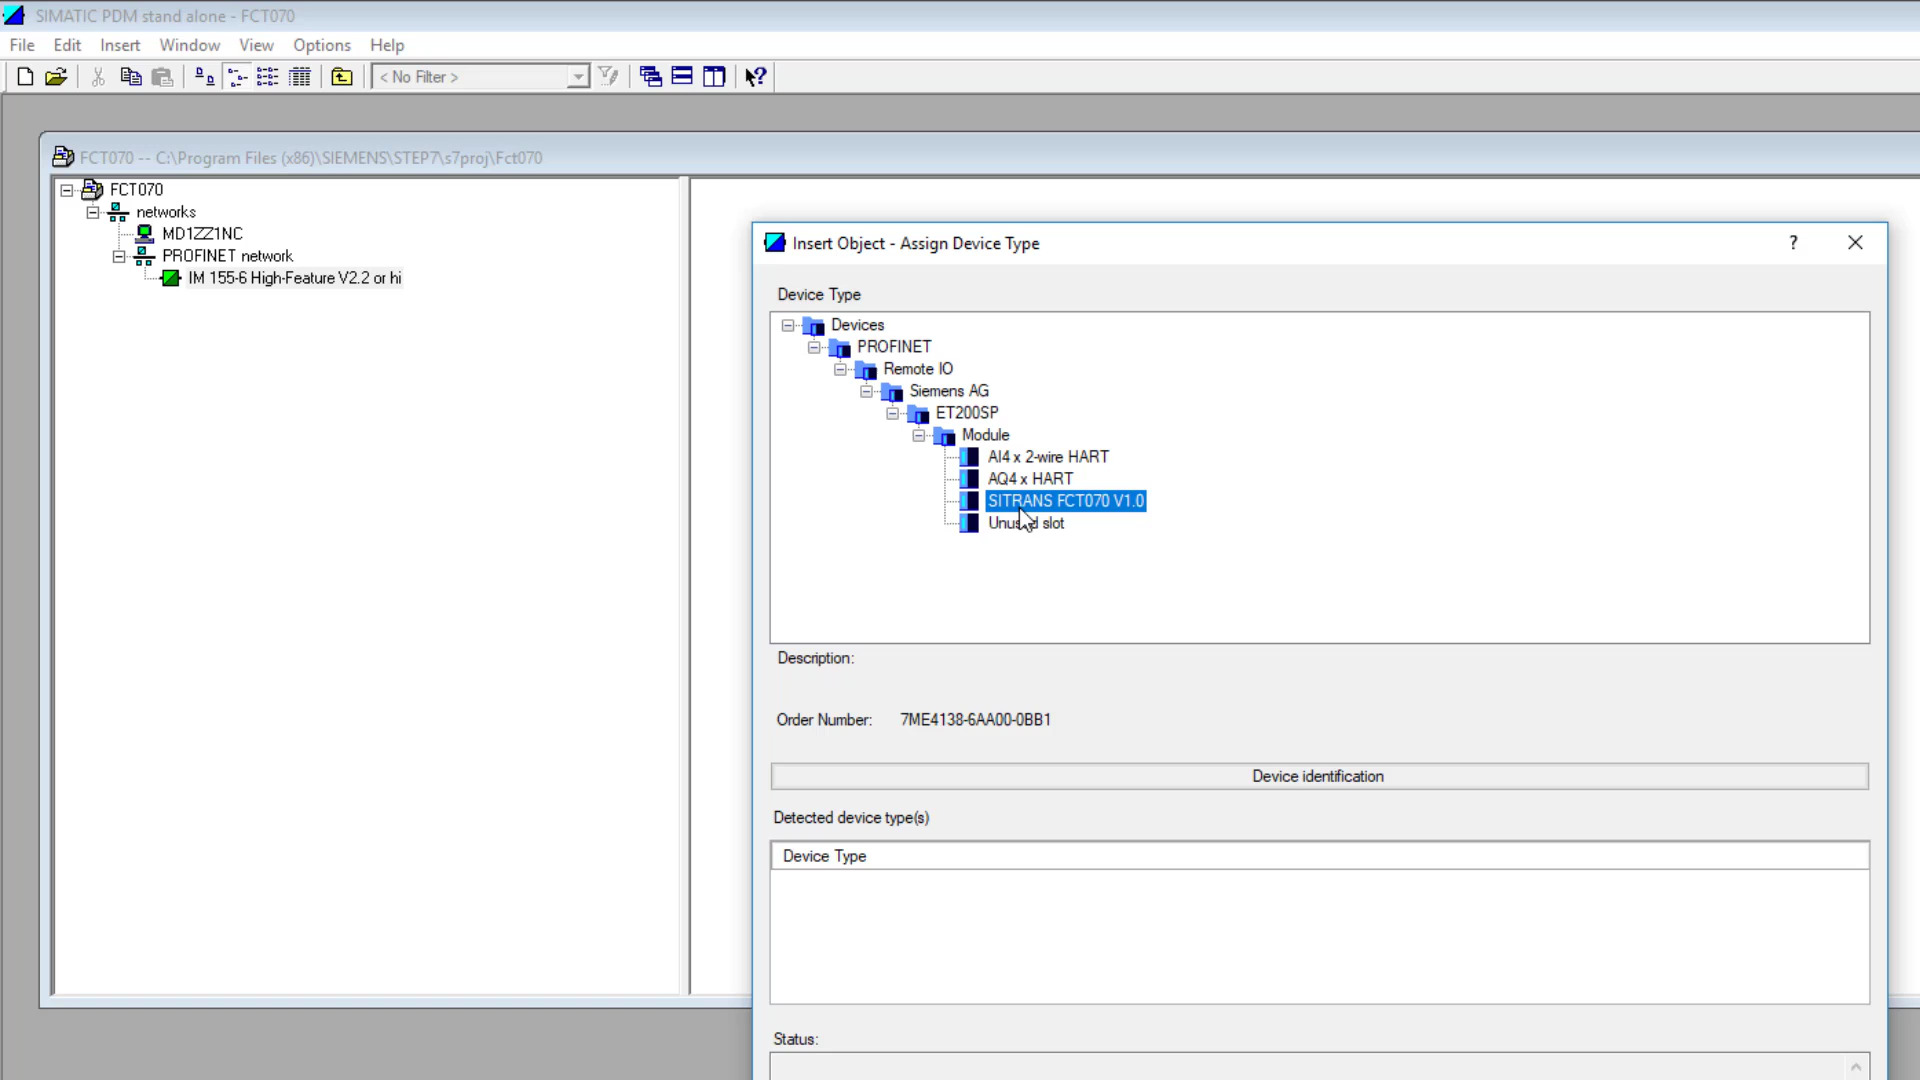 SIMATIC PDM stand alone - FCT070
File Edit Insert Window View Options Help
< No Filter >
FCT070 -- C:\Program Files (x86)\SIEMENS\STEP7\s7proj\Fct070
FCT070
networks
MD1ZZ1NC
PROFINET network
IM 155-6 High-Feature V2.2 or hi
Insert Object - Assign Device Type
?
Device Type
Devices
PROFINET
Remote IO
Siemens AG
ET200SP
Module
AI4 x 2-wire HART
AQ4 x HART
SITRANS FCT070 V1.0
Unused slot
Description:
Order Number: 7ME4138-6AA00-0BB1
Device identification
Detected device type(s)
Device Type
Status: